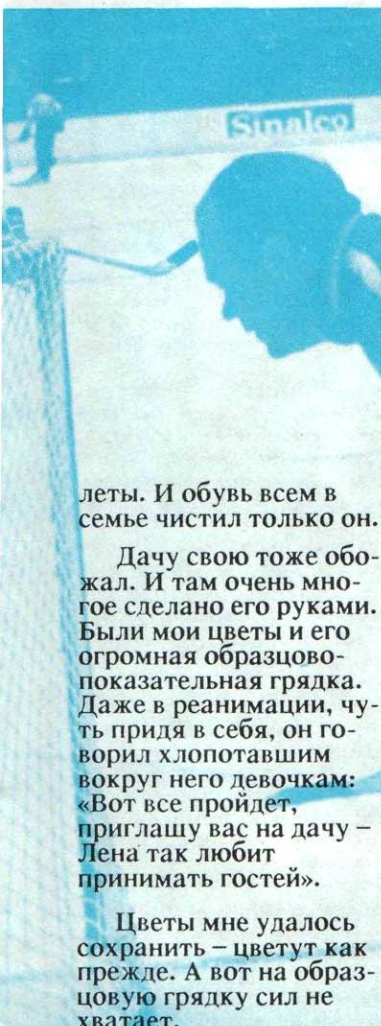 Sinalco
леты. И обувь всем в
семье чистил только он.
Дачу свою тоже обо-
жал. И там очень мно-
гое сделано его руками.
Были мои цветы и его
огромная образцово-
показательная грядка.
Даже в реанимации, чу-
ть придя в себя, он го-
ворил хлопотавшим
вокруг него девочкам:
«Вот все пройдет,
приглашу вас на дачу –
Лена так любит
принимать гостей».
Цветы мне удалось
сохранить – цветут как
прежде. А вот на образ-
цовую грядку сил не
хватает.